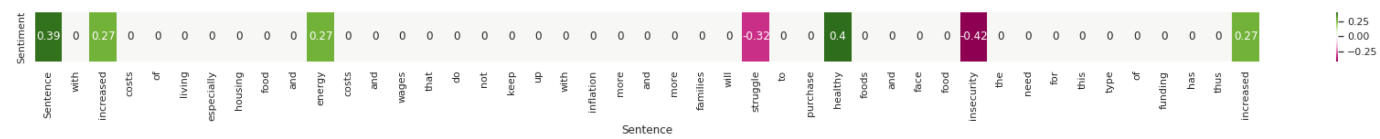 Sentiment
0.39 0 0.27 0 0 0 0 0 0 0 0.27 0 0 0 0 0 0 0 0 0 0 0 0 0 0 0 -0.32 0 0 0.4 0 0 0 0 -0.42 0 0 0 0 0 0 0 0 0 0.27
Sentence with increased costs of living especially housing food and energy costs and wages that do not keep up with inflation more and more families will struggle to purchase healthy foods and face food insecurity the need for this type of funding has thus increased
Sentence
0.25
0.00
−0.25